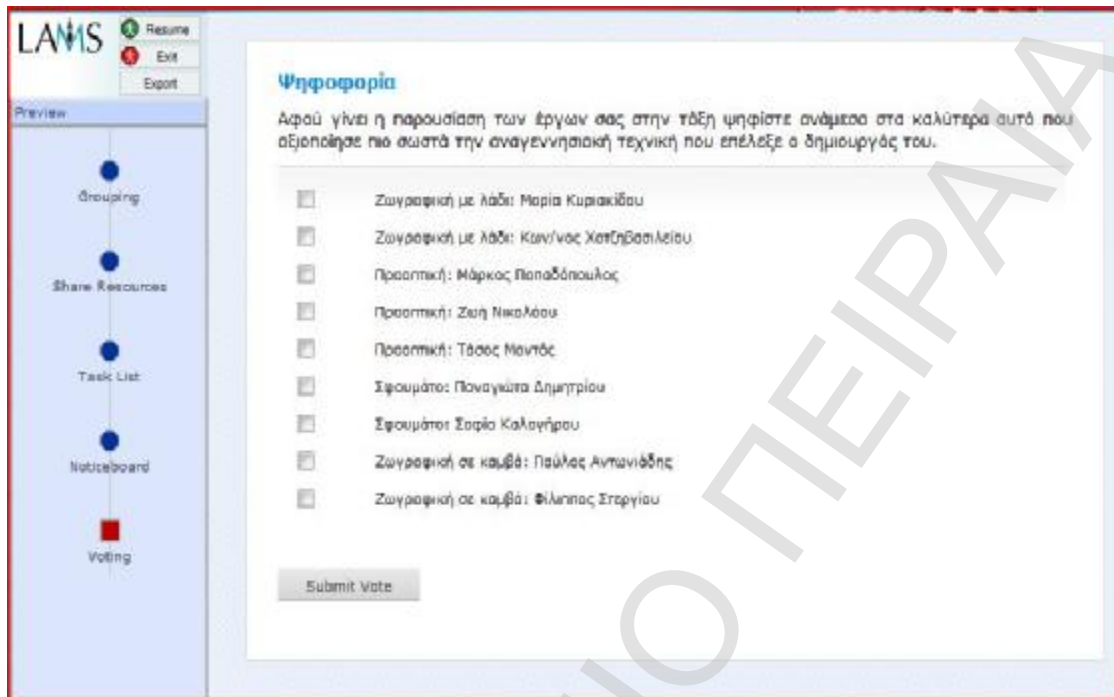 LAMS
Resume
Exit
Export
Preview
Grouping
Share Resources
Task List
Noticeboard
Voting
Ψηφοφορία
Αφού γίνει η παρουσίαση των έργων σας στην τάξη ψηφίστε ανάμεσα στα καλύτερα αυτό που
αξιοποίησε πιο σωστά την αναγεννησιακή τεχνική που επέλεξε ο δημιουργός του.
Ζωγραφική με λάδι: Μαρία Κυριακίδου
Ζωγραφική με λάδι: Κων/νος Χατζηβασιλείου
Προοπτική: Μάρκος Παπαδόπουλος
Προοπτική: Ζωή Νικολάου
Προοπτική: Τάσος Μαντάς
Σφουμάτο: Παναγιώτα Δημητρίου
Σφουμάτο: Σοφία Καλογήρου
Ζωγραφική σε καμβά: Παύλος Αντωνιάδης
Ζωγραφική σε καμβά: Φίλιππος Στεργίου
Submit Vote
ΠΕΙΡΑΙΑ